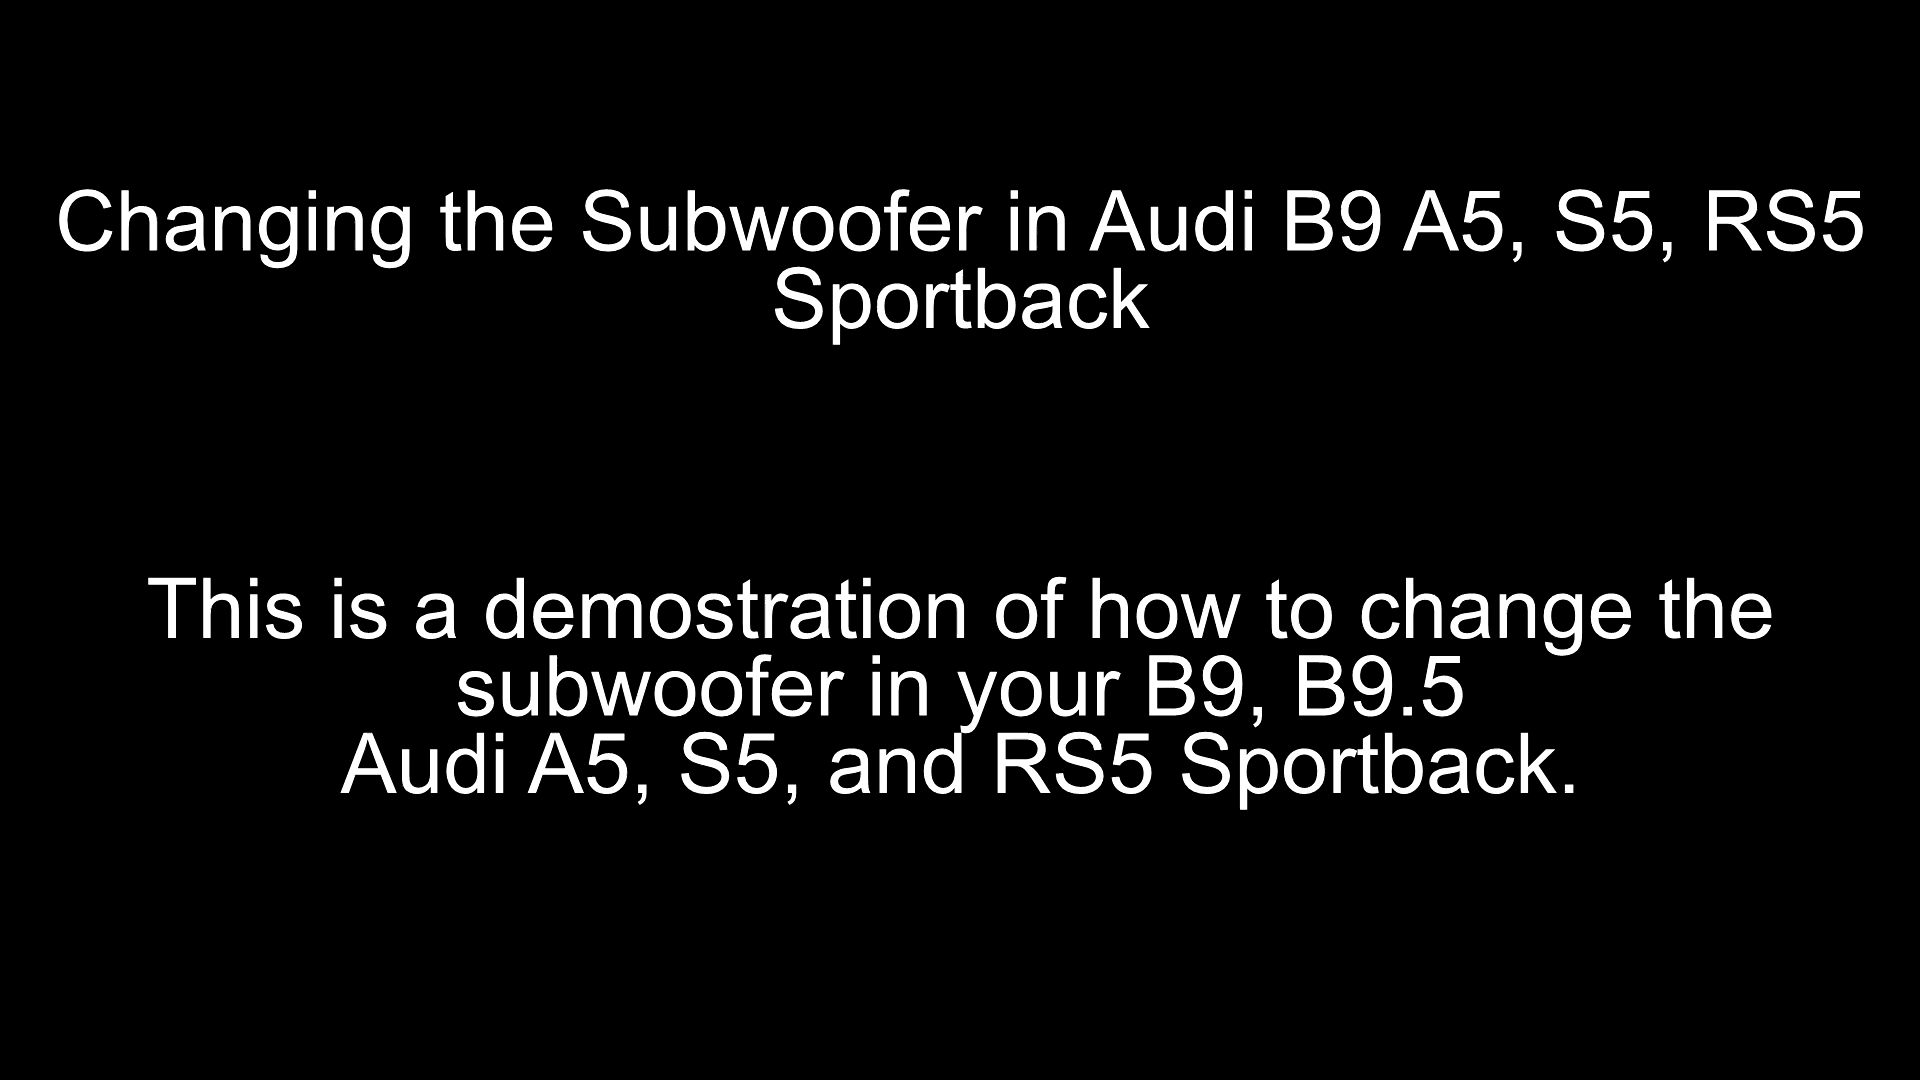 Changing the Subwoofer in Audi B9 A5, S5, RS5
Sportback
This is a demostration of how to change the
subwoofer in your B9, B9.5
Audi A5, S5, and RS5 Sportback.